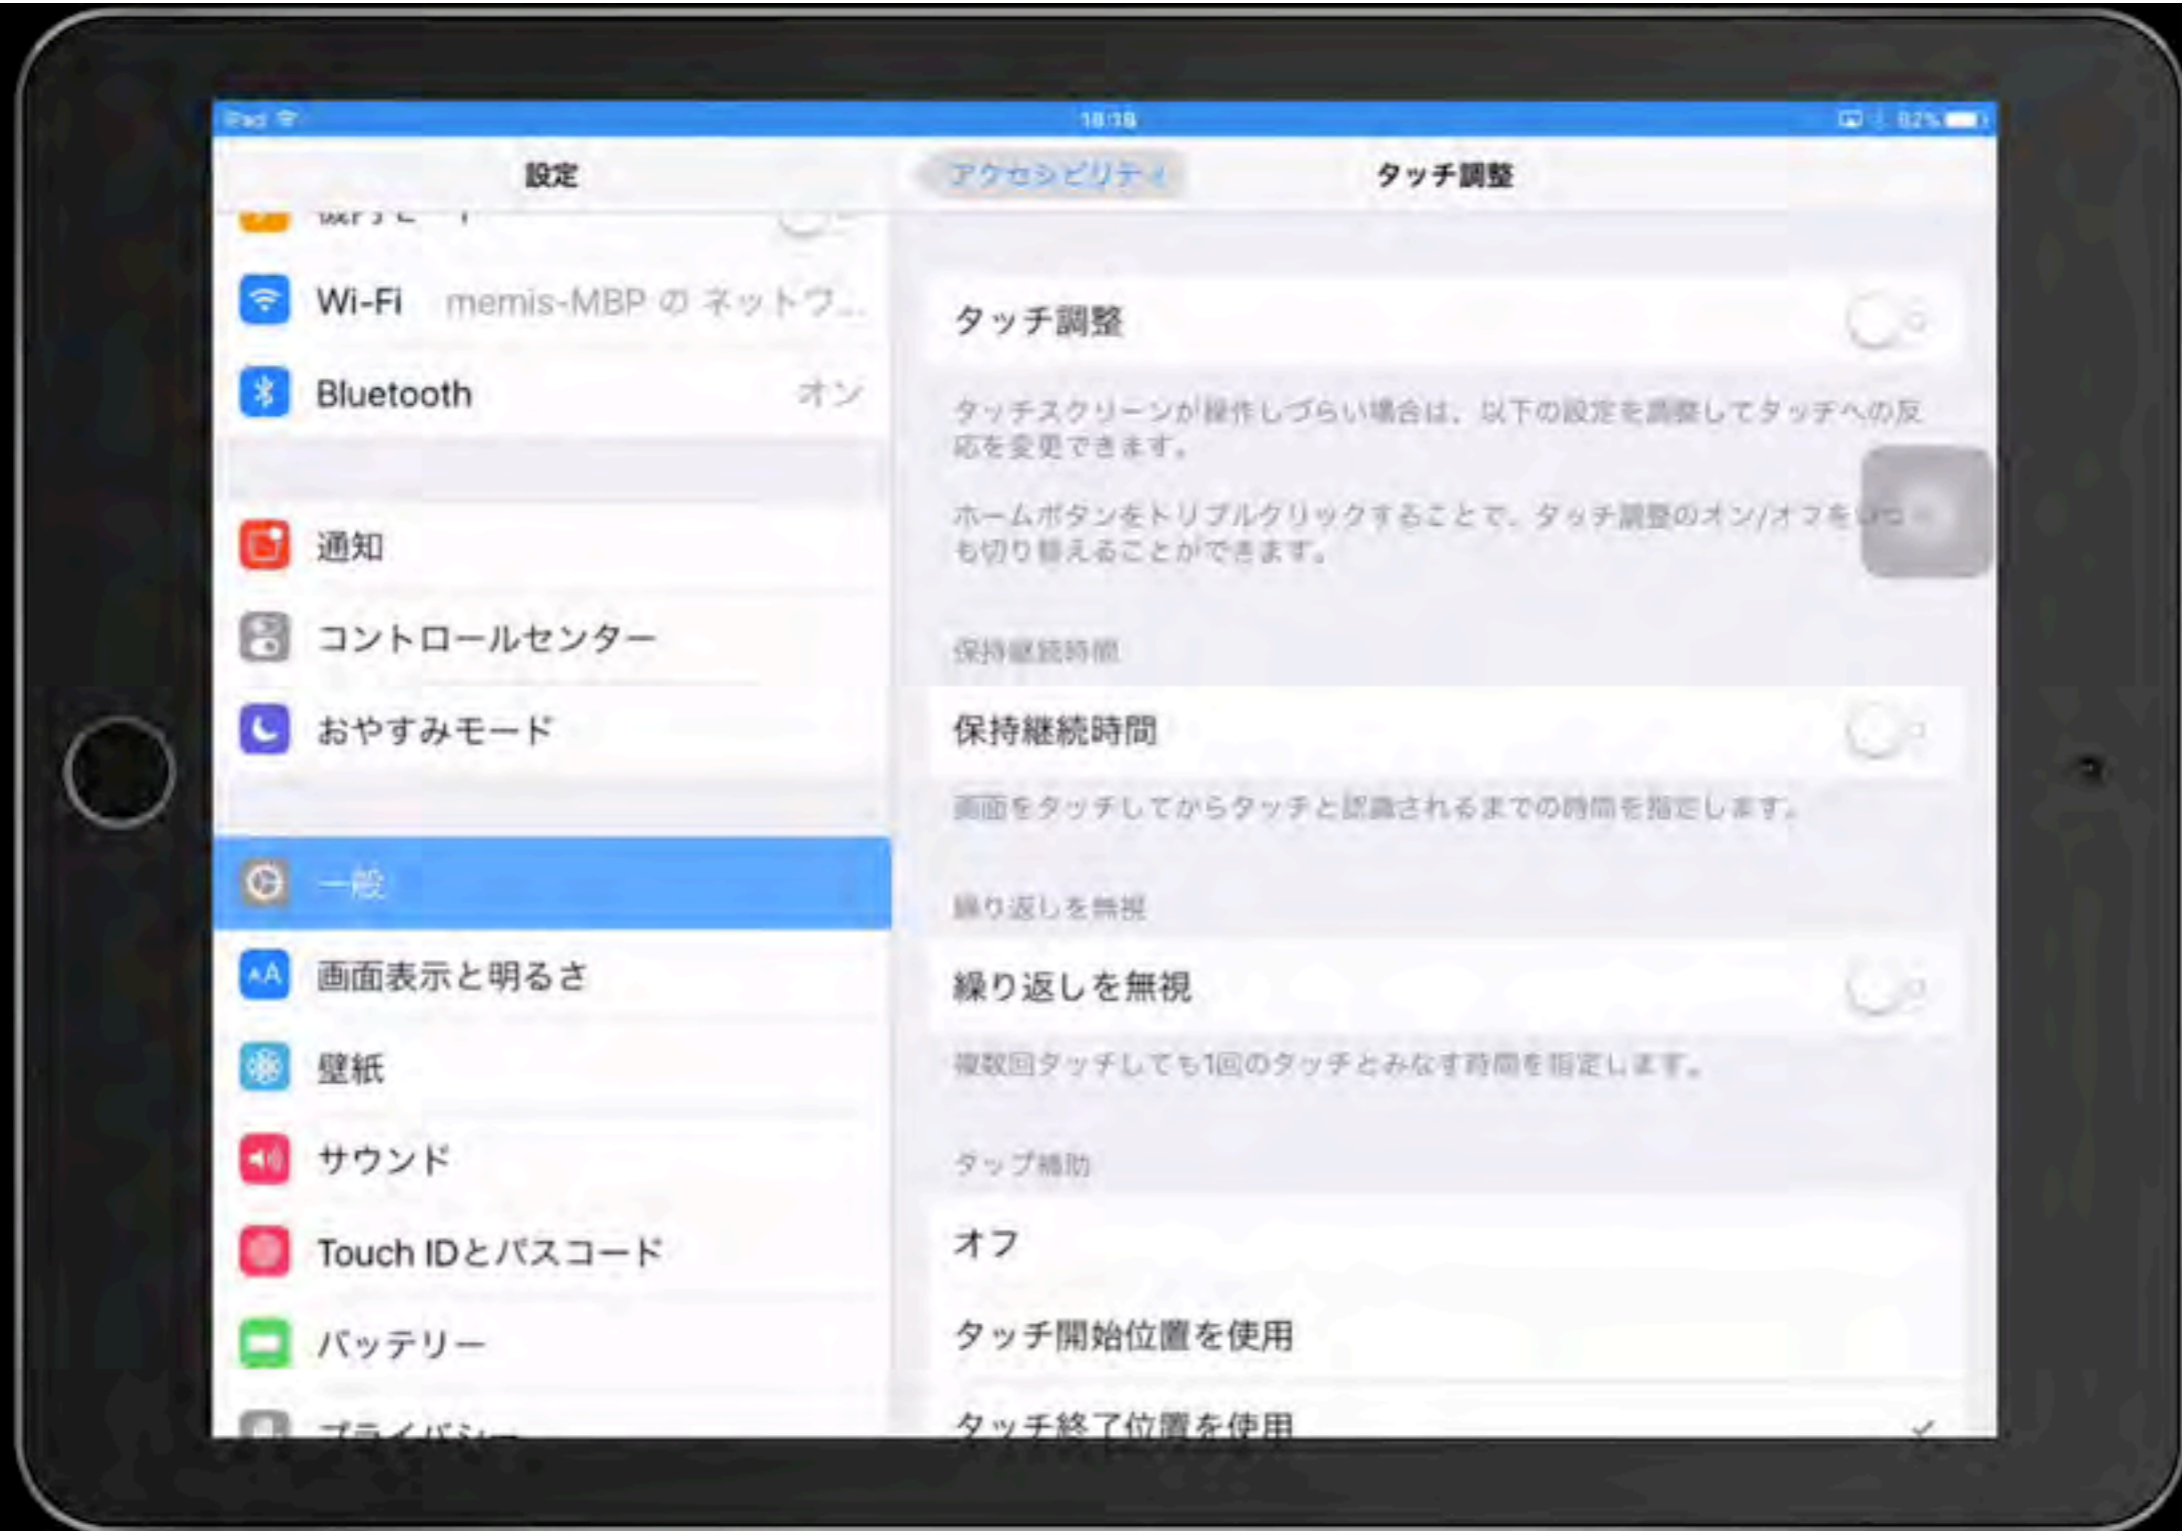 iPad
18:18
82%
設定
アクセシビリティ
タッチ調整
Wi-Fi memis-MBP の ネットワ...
Bluetooth オン
通知
コントロールセンター
おやすみモード
一般
画面表示と明るさ
壁紙
サウンド
Touch IDとパスコード
バッテリー
プライバシー
タッチ調整
タッチスクリーンが操作しづらい場合は、以下の設定を調整してタッチへの反
応を変更できます。
ホームボタンをトリプルクリックすることで、タッチ調整のオン/オフをいつ
も切り替えることができます。
保持継続時間
保持継続時間
画面をタッチしてからタッチと認識されるまでの時間を指定します。
繰り返しを無視
繰り返しを無視
複数回タッチしても1回のタッチとみなす時間を指定します。
タップ補助
オフ
タッチ開始位置を使用
タッチ終了位置を使用